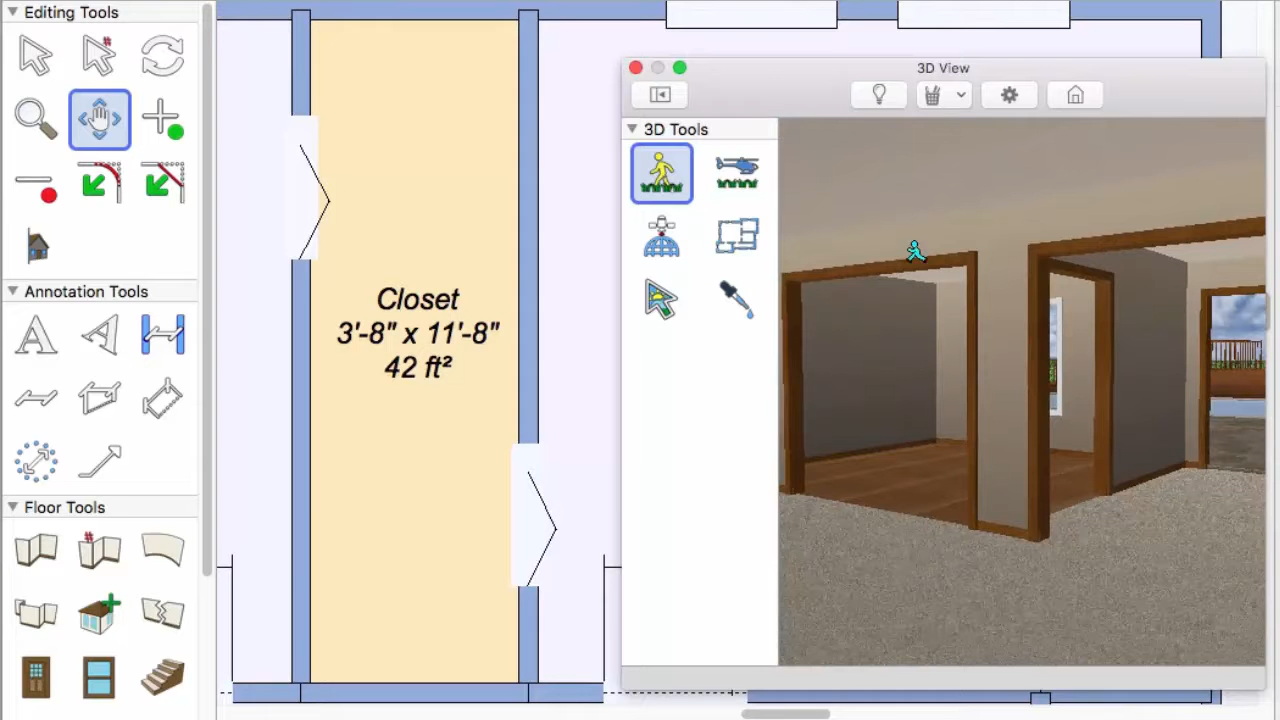 Editing Tools
Annotation Tools
Floor Tools
Closet
3'-8" x 11'-8"
42 ft²
3D View
3D Tools